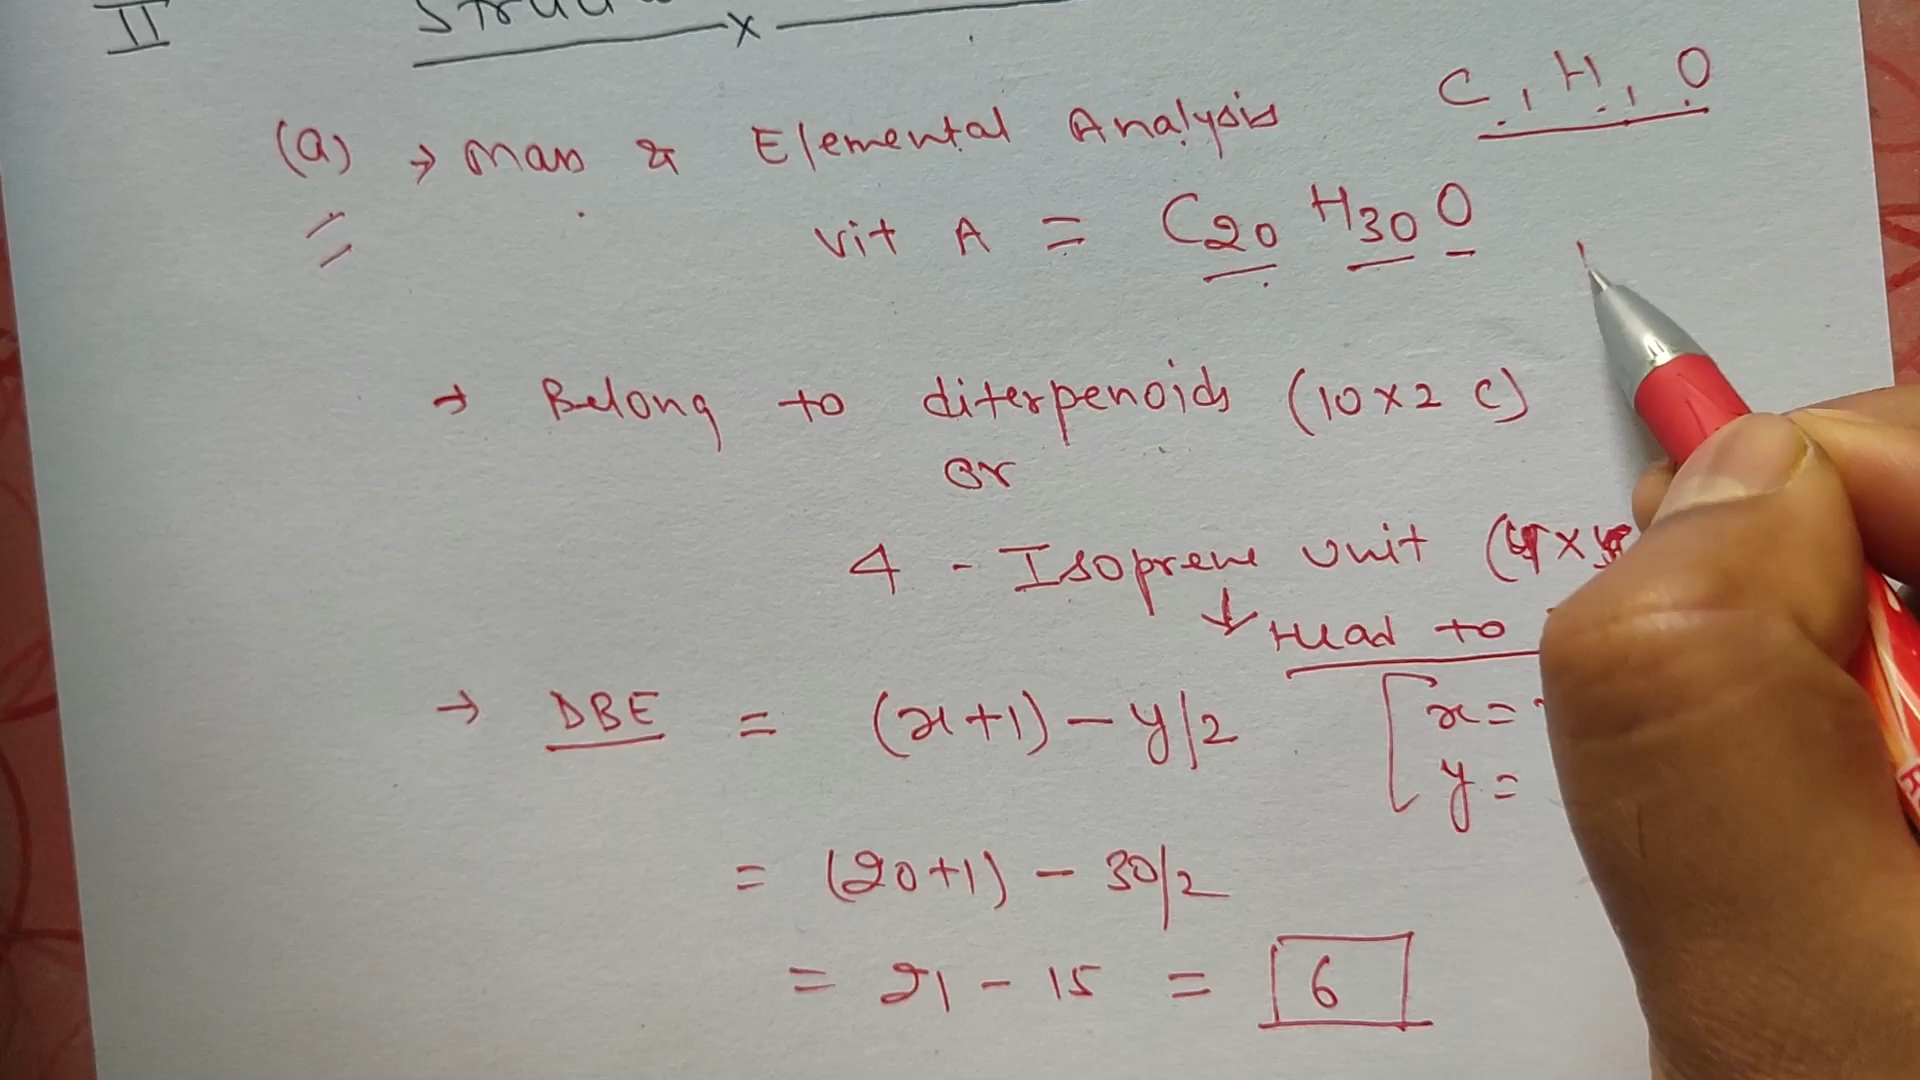 II
C, H, O
(a) → Mass & Elemental Analysis
vit A = C20 H30 O
→ Belong to diterpenoids (10 x 2 C)
or
4 - Isoprene unit (4 x
↓ Head to
→ DBE = (x+1) - y/2 [x =
y =
= (20+1) - 30/2
= 21 - 15 = 6